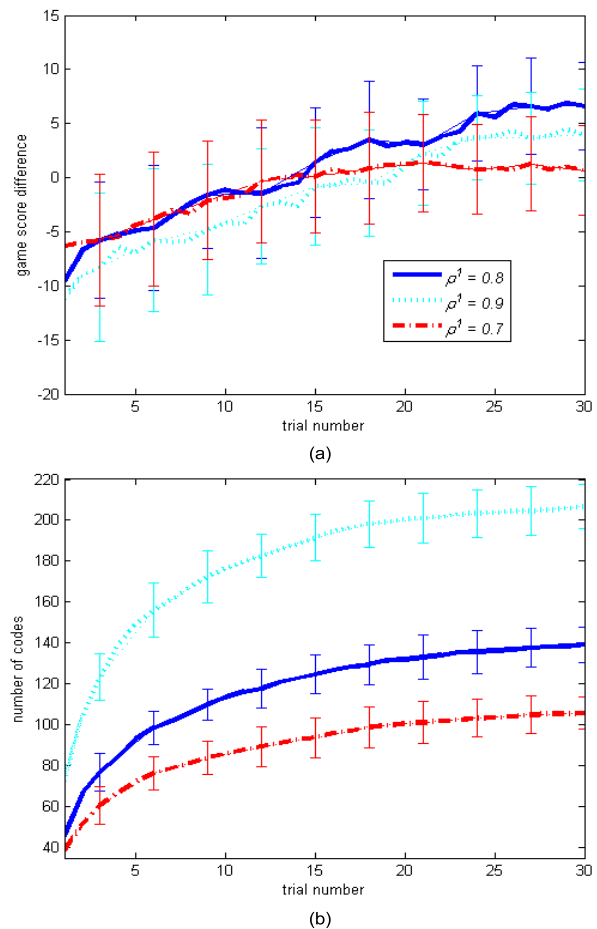 15
10
5
0
-5
-10
-15
-20
game score difference
ρ¹ = 0.8
ρ¹ = 0.9
ρ¹ = 0.7
5 10 15 20 25 30
trial number
(a)
220
200
180
160
140
120
100
80
60
40
number of codes
5 10 15 20 25 30
trial number
(b)